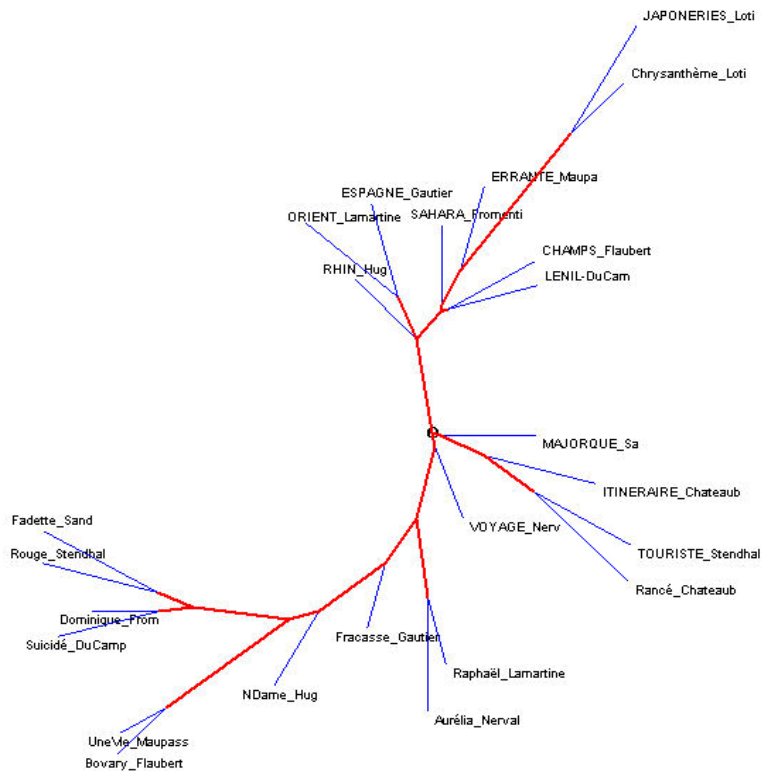 JAPONERIES_Loti
Chrysanthème_Loti
ERRANTE_Maupa
ESPAGNE_Gautier
ORIENT_Lamartine
SAHARA_Fromenti
CHAMPS_Flaubert
RHIN_Hug
LENIL-DuCam
MAJORQUE_Sa
ITINERAIRE_Chateaub
Fadette_Sand
VOYAGE_Nerv
Rouge_Stendhal
TOURISTE_Stendhal
Rancé_Chateaub
Dominique_From
Fracasse_Gautier
Suicidé_DuCamp
Raphaël_Lamartine
NDame_Hug
Aurélia_Nerval
UneVie_Maupass
Bovary_Flaubert